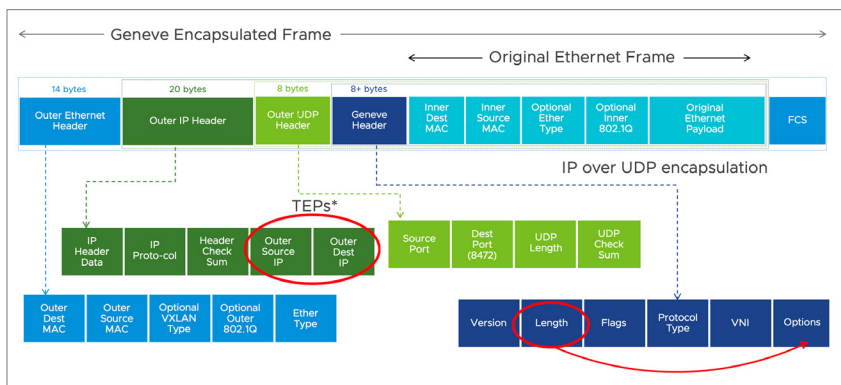 Geneve Encapsulated Frame
Original Ethernet Frame
14 bytes
20 bytes
8 bytes
8+ bytes
Outer Ethernet
Header
Outer IP Header
Outer UDP
Header
Geneve
Header
Inner
Dest
MAC
Inner
Source
MAC
Optional
Ether
Type
Optional
Inner
802.1Q
Original
Ethernet
Payload
FCS
IP over UDP encapsulation
TEPs*
IP
Header
Data
IP
Proto-col
Header
Check
Sum
Outer
Source
IP
Outer
Dest
IP
Source
Port
Dest
Port
(8472)
UDP
Length
UDP
Check
Sum
Outer
Dest
MAC
Outer
Source
MAC
Optional
VXLAN
Type
Optional
Outer
802.1Q
Ether
Type
Version
Length
Flags
Protocol
Type
VNI
Options